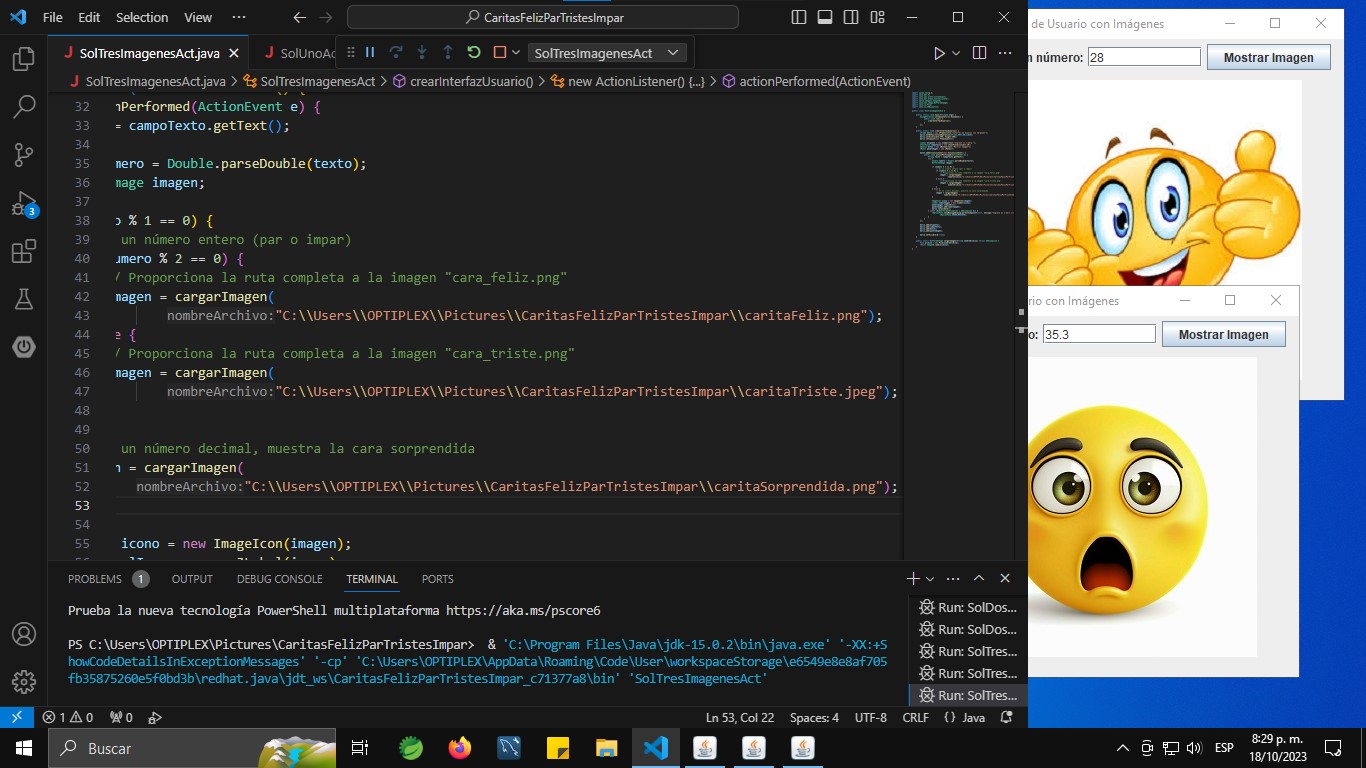 File Edit Selection View ··· CaritasFelizParTristesImpar
SolTresImagenesAct.java SolUnoAc SolTresImagenesAct
SolTresImagenesAct.java > SolTresImagenesAct > crearInterfazUsuario() > new ActionListener() {...} > actionPerformed(ActionEvent)
32 nPerformed(ActionEvent e) {
33 = campoTexto.getText();
34
35 mero = Double.parseDouble(texto);
36 mage imagen;
37
38 o % 1 == 0) {
39 un número entero (par o impar)
40 umero % 2 == 0) {
41 / Proporciona la ruta completa a la imagen "cara_feliz.png"
42 magen = cargarImagen(
43 nombreArchivo:"C:\\Users\\OPTIPLEX\\Pictures\\CaritasFelizParTristesImpar\\caritaFeliz.png");
44 e {
45 / Proporciona la ruta completa a la imagen "cara_triste.png"
46 magen = cargarImagen(
47 nombreArchivo:"C:\\Users\\OPTIPLEX\\Pictures\\CaritasFelizParTristesImpar\\caritaTriste.jpeg");
48
49
50 un número decimal, muestra la cara sorprendida
51 n = cargarImagen(
52 nombreArchivo:"C:\\Users\\OPTIPLEX\\Pictures\\CaritasFelizParTristesImpar\\caritaSorprendida.png");
53
54
55 icono = new ImageIcon(imagen);
PROBLEMS 1 OUTPUT DEBUG CONSOLE TERMINAL PORTS
Prueba la nueva tecnología PowerShell multiplataforma https://aka.ms/pscore6
PS C:\Users\OPTIPLEX\Pictures\CaritasFelizParTristesImpar> & 'C:\Program Files\Java\jdk-15.0.2\bin\java.exe' '-XX:+S
howCodeDetailsInExceptionMessages' '-cp' 'C:\Users\OPTIPLEX\AppData\Roaming\Code\User\workspaceStorage\e6549e8e8af705
fb35875260e5f0bd3b\redhat.java\jdt_ws\CaritasFelizParTristesImpar_c71377a8\bin' 'SolTresImagenesAct'
Run: SolDos...
Run: SolDos...
Run: SolTres...
Run: SolTres...
Run: SolTres...
1 0 0 Ln 53, Col 22 Spaces: 4 UTF-8 CRLF {} Java
de Usuario con Imágenes
n número: 28 Mostrar Imagen
rio con Imágenes
o: 35.3 Mostrar Imagen
Buscar
3
ESP
8:29 p. m.
18/10/2023